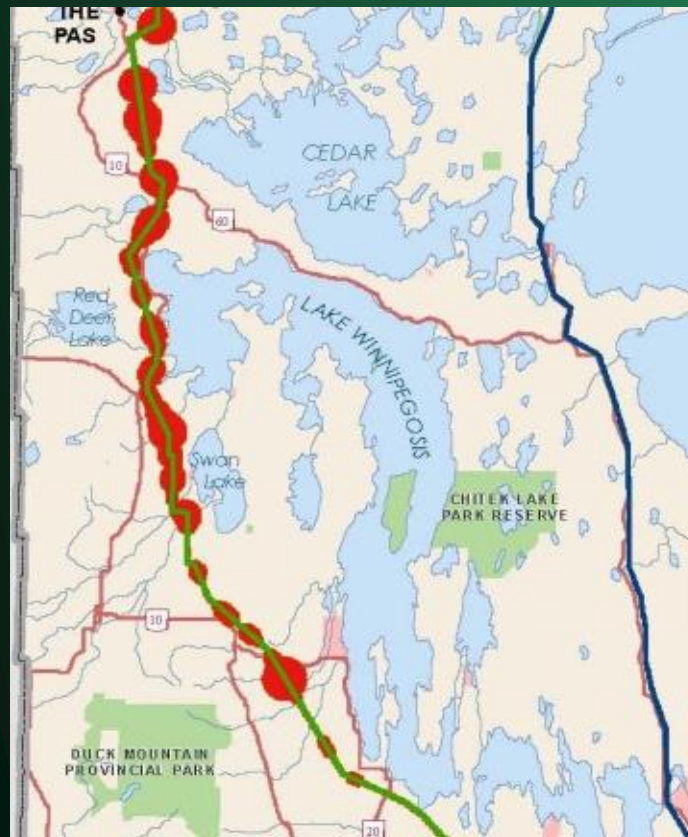 THE
PAS
CEDAR
LAKE
10
60
Red
Deer
Lake
LAKE WINNIPEGOSIS
Swan
Lake
CHITEK LAKE
PARK RESERVE
10
DUCK MOUNTAIN
PROVINCIAL PARK
20